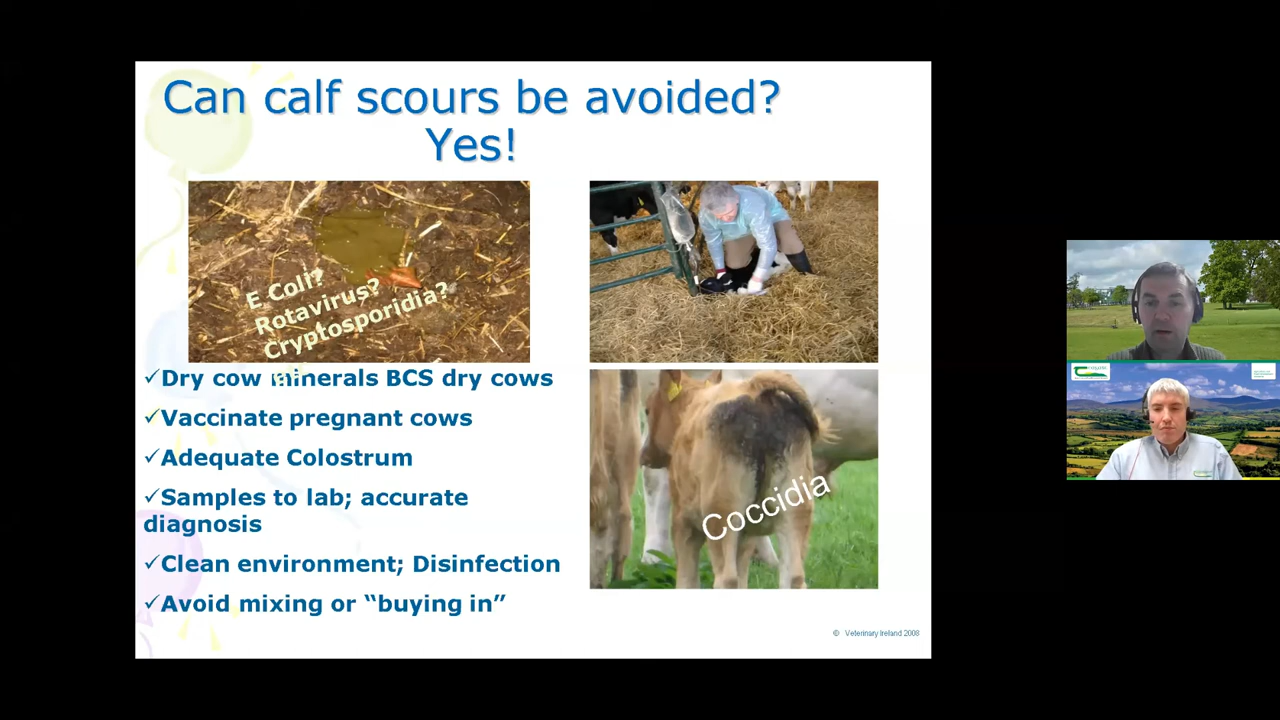 Can calf scours be avoided?
Yes!
E Coli?
Rotavirus?
Cryptosporidia?
✓Dry cow minerals BCS dry cows
✓Vaccinate pregnant cows
✓Adequate Colostrum
✓Samples to lab; accurate
diagnosis
✓Clean environment; Disinfection
✓Avoid mixing or “buying in”
Coccidia
© Veterinary Ireland 2008